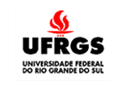 UFRGS
UNIVERSIDADE FEDERAL
DO RIO GRANDE DO SUL